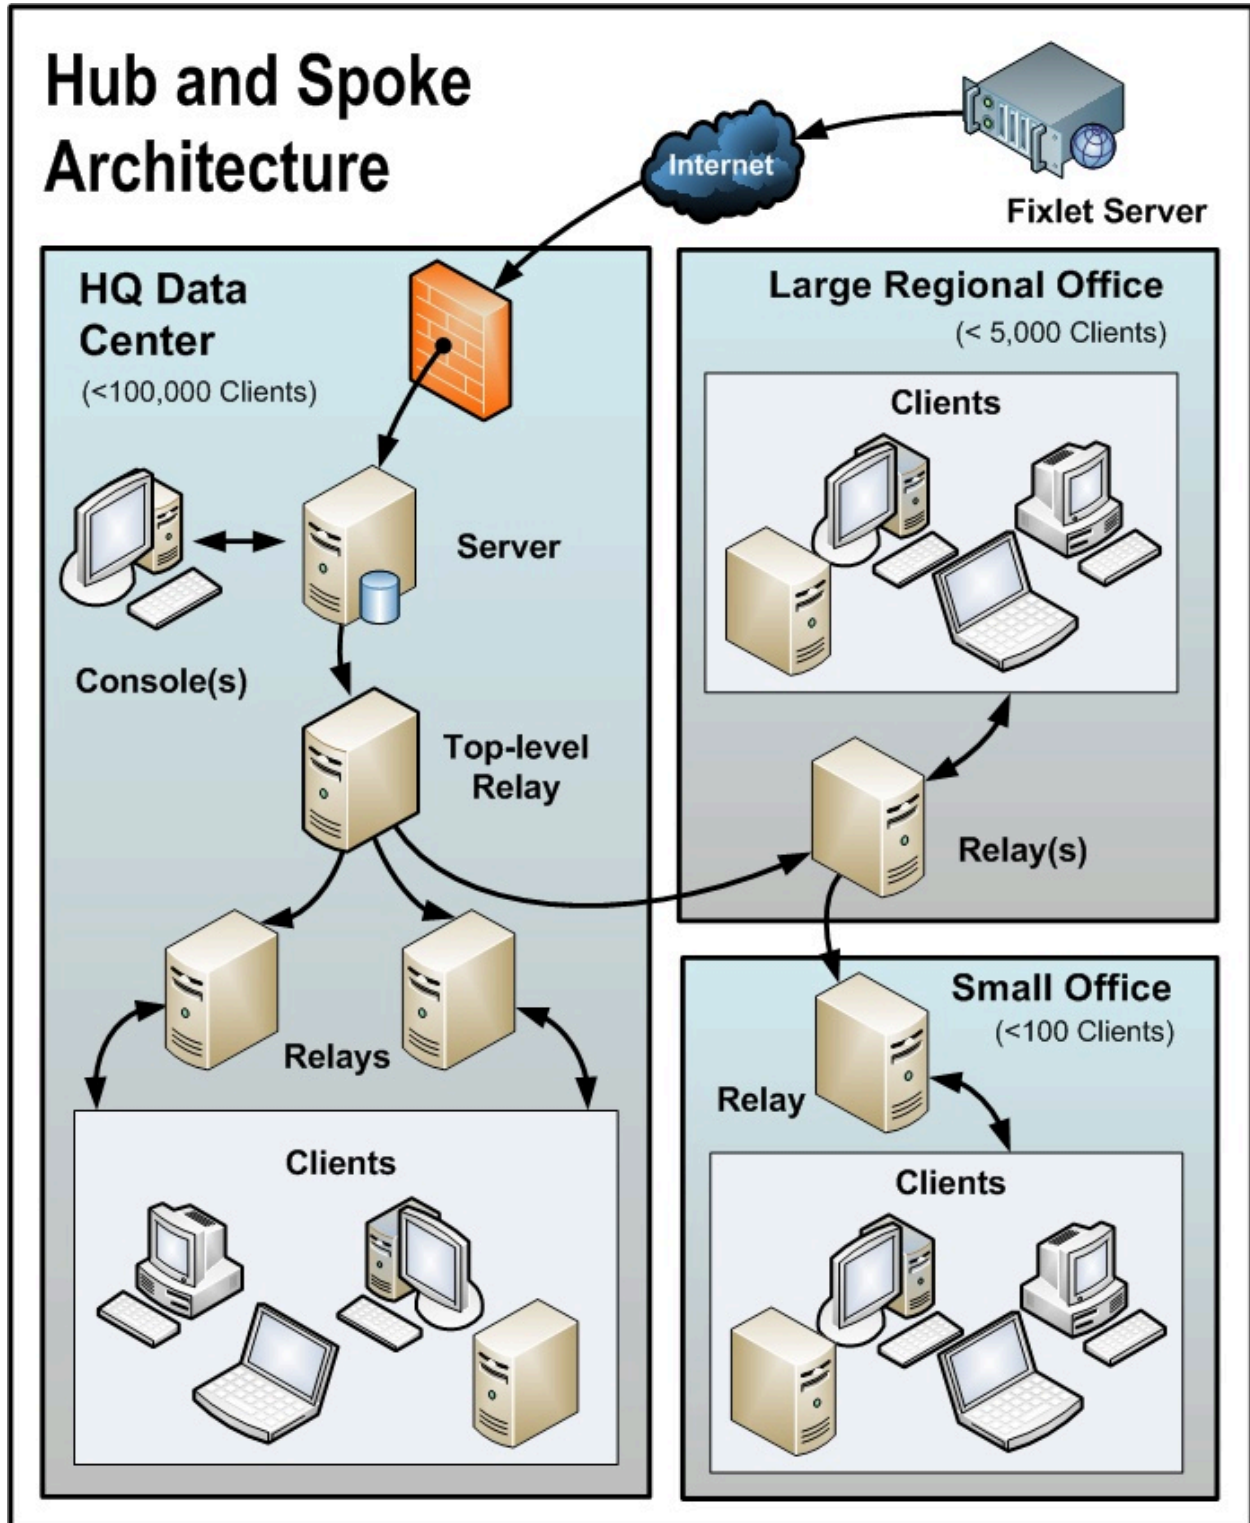 Hub and Spoke
Architecture
Internet
Fixlet Server
HQ Data
Center
(<100,000 Clients)
Server
Console(s)
Top-level
Relay
Relays
Clients
Large Regional Office
(< 5,000 Clients)
Clients
Relay(s)
Small Office
(<100 Clients)
Relay
Clients